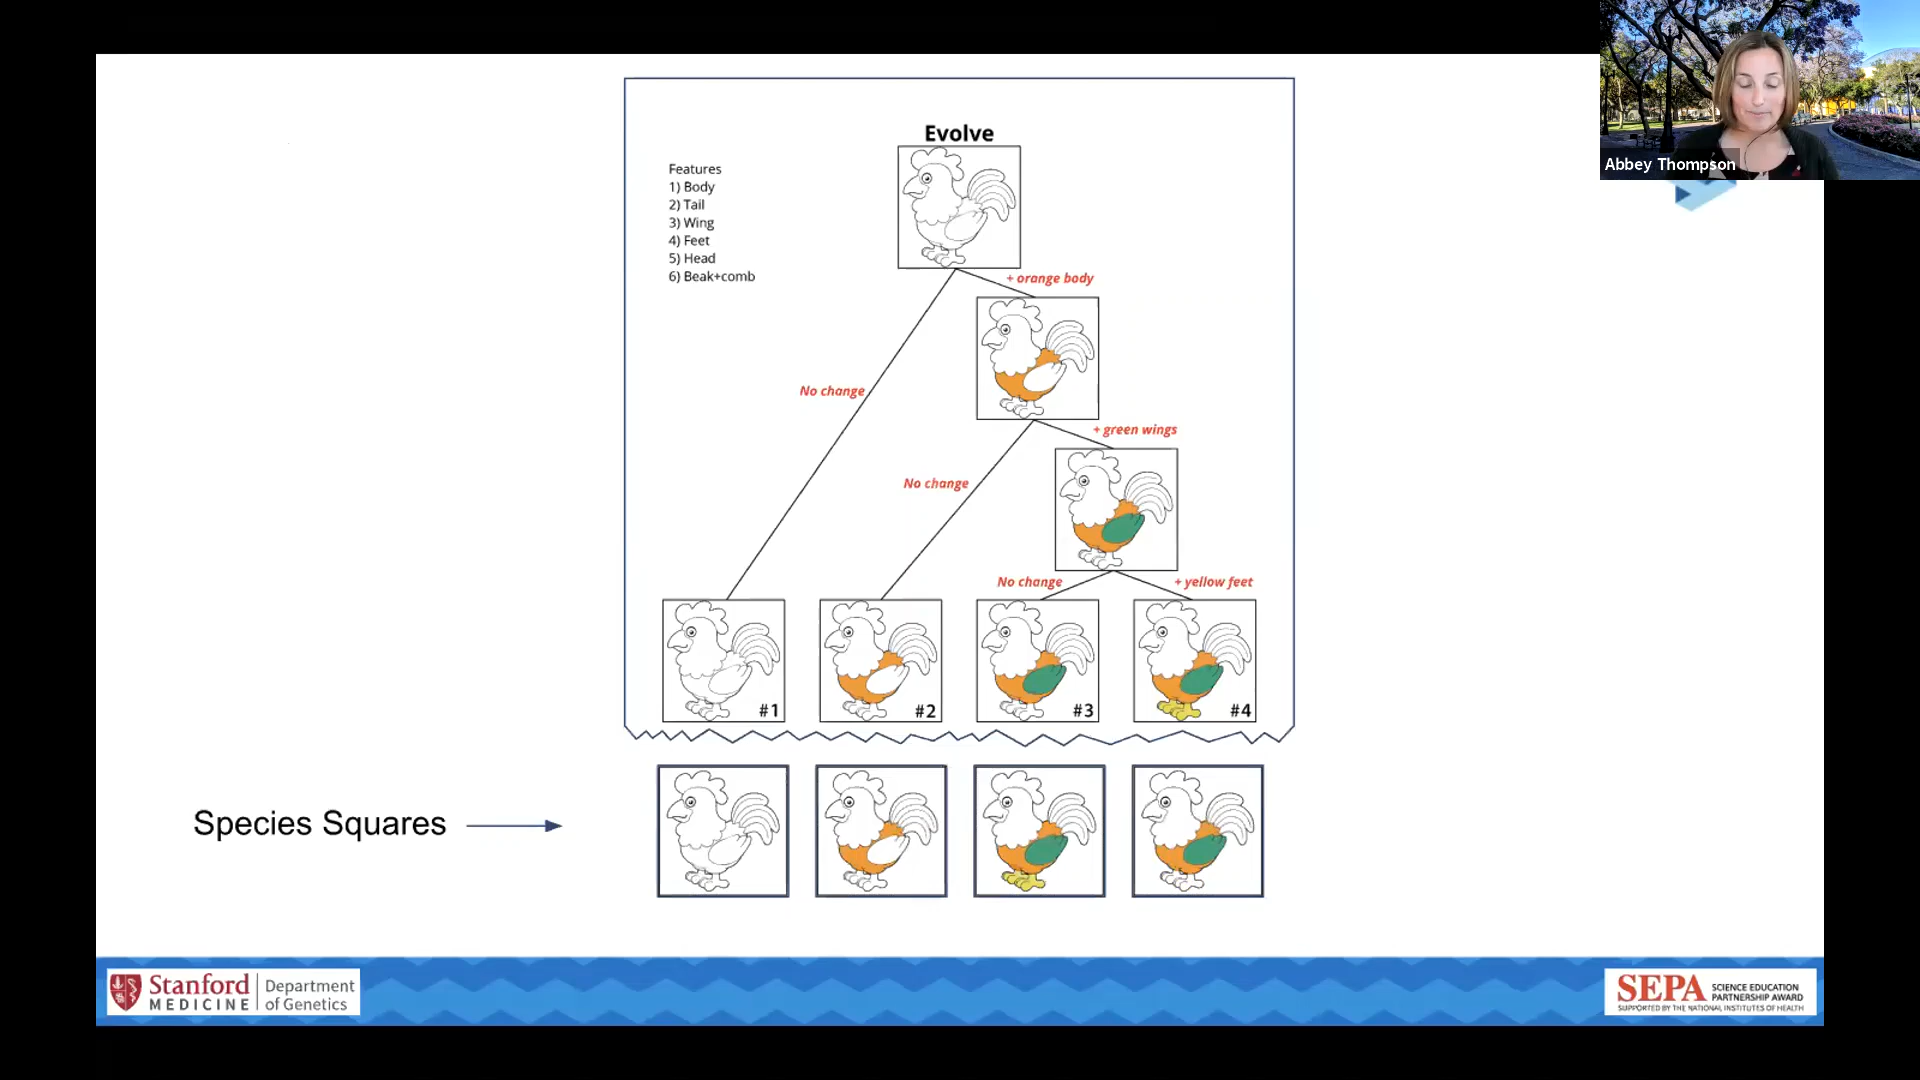 Abbey Thompson
Evolve
Features
1) Body
2) Tail
3) Wing
4) Feet
5) Head
6) Beak+comb
+ orange body
No change
+ green wings
No change
No change
+ yellow feet
#1
#2
#3
#4
Species Squares
Stanford
MEDICINE
Department
of Genetics
SEPA
SCIENCE EDUCATION
PARTNERSHIP AWARD
SUPPORTED BY THE NATIONAL INSTITUTES OF HEALTH